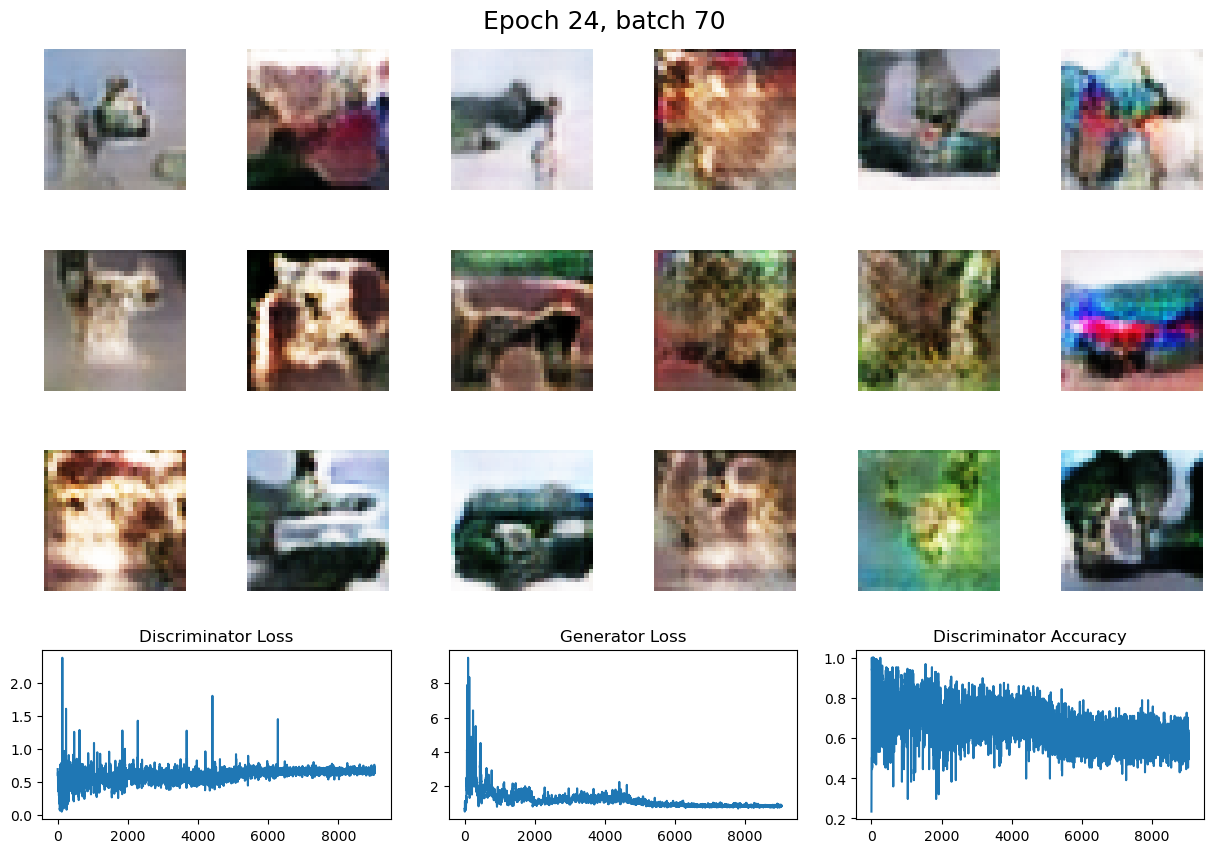 Epoch 24, batch 70
Discriminator Loss
Generator Loss
Discriminator Accuracy
2.0
1.5
1.0
0.5
0.0
0 2000 4000 6000 8000
8
6
4
2
0 2000 4000 6000 8000
1.0
0.8
0.6
0.4
0.2
0 2000 4000 6000 8000